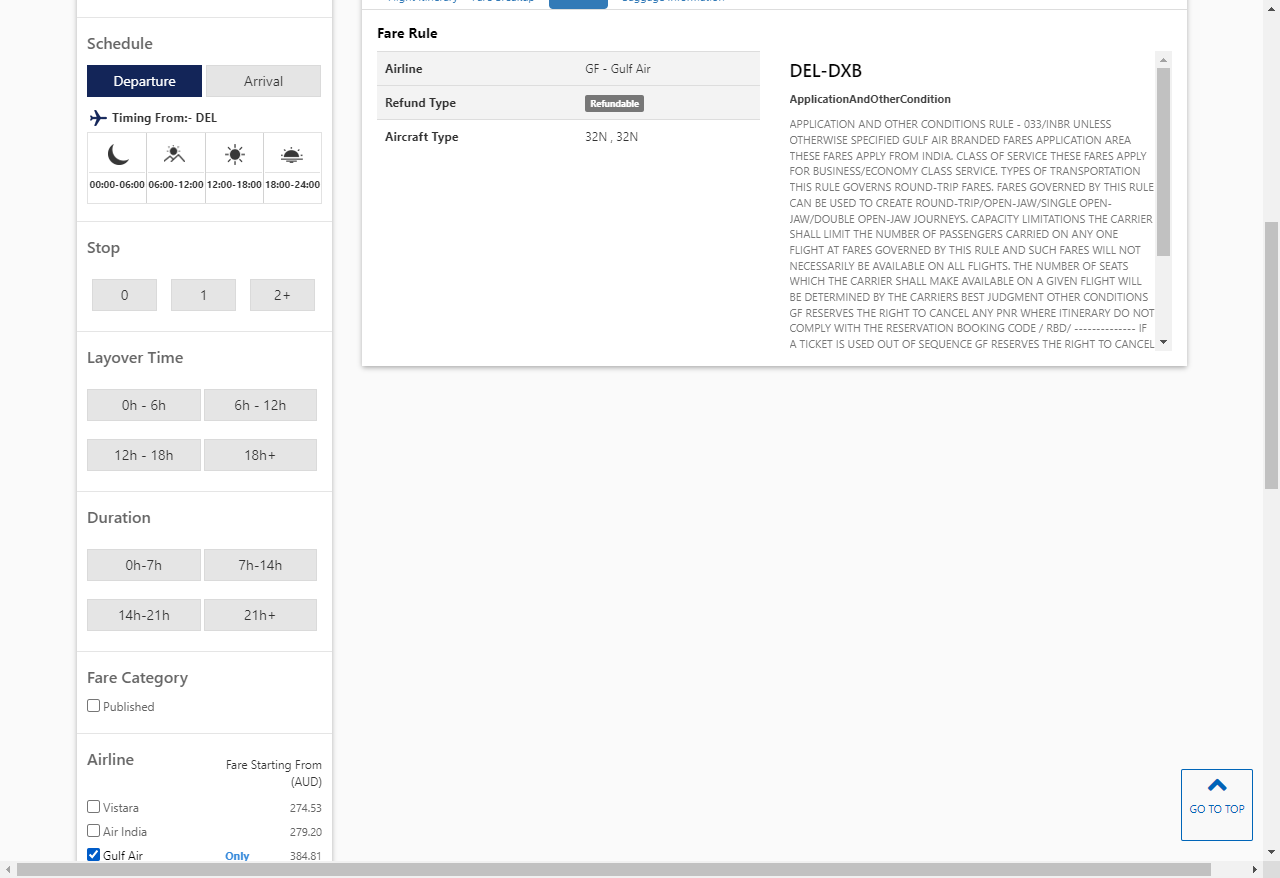 Flight Itinerary Fare Breakup Baggage Information
Schedule
Departure Arrival
Timing From:- DEL
00:00-06:00 06:00-12:00 12:00-18:00 18:00-24:00
Stop
0 1 2+
Layover Time
0h - 6h 6h - 12h
12h - 18h 18h+
Duration
0h-7h 7h-14h
14h-21h 21h+
Fare Category
Published
Airline Fare Starting From
(AUD)
Vistara 274.53
Air India 279.20
Gulf Air Only 384.81
Fare Rule
Airline GF - Gulf Air
Refund Type Refundable
Aircraft Type 32N , 32N
DEL-DXB
ApplicationAndOtherCondition
APPLICATION AND OTHER CONDITIONS RULE - 033/INBR UNLESS
OTHERWISE SPECIFIED GULF AIR BRANDED FARES APPLICATION AREA
THESE FARES APPLY FROM INDIA. CLASS OF SERVICE THESE FARES APPLY
FOR BUSINESS/ECONOMY CLASS SERVICE. TYPES OF TRANSPORTATION
THIS RULE GOVERNS ROUND-TRIP FARES. FARES GOVERNED BY THIS RULE
CAN BE USED TO CREATE ROUND-TRIP/OPEN-JAW/SINGLE OPEN-
JAW/DOUBLE OPEN-JAW JOURNEYS. CAPACITY LIMITATIONS THE CARRIER
SHALL LIMIT THE NUMBER OF PASSENGERS CARRIED ON ANY ONE
FLIGHT AT FARES GOVERNED BY THIS RULE AND SUCH FARES WILL NOT
NECESSARILY BE AVAILABLE ON ALL FLIGHTS. THE NUMBER OF SEATS
WHICH THE CARRIER SHALL MAKE AVAILABLE ON A GIVEN FLIGHT WILL
BE DETERMINED BY THE CARRIERS BEST JUDGMENT OTHER CONDITIONS
GF RESERVES THE RIGHT TO CANCEL ANY PNR WHERE ITINERARY DO NOT
COMPLY WITH THE RESERVATION BOOKING CODE / RBD/ -------------- IF
A TICKET IS USED OUT OF SEQUENCE GF RESERVES THE RIGHT TO CANCEL
GO TO TOP